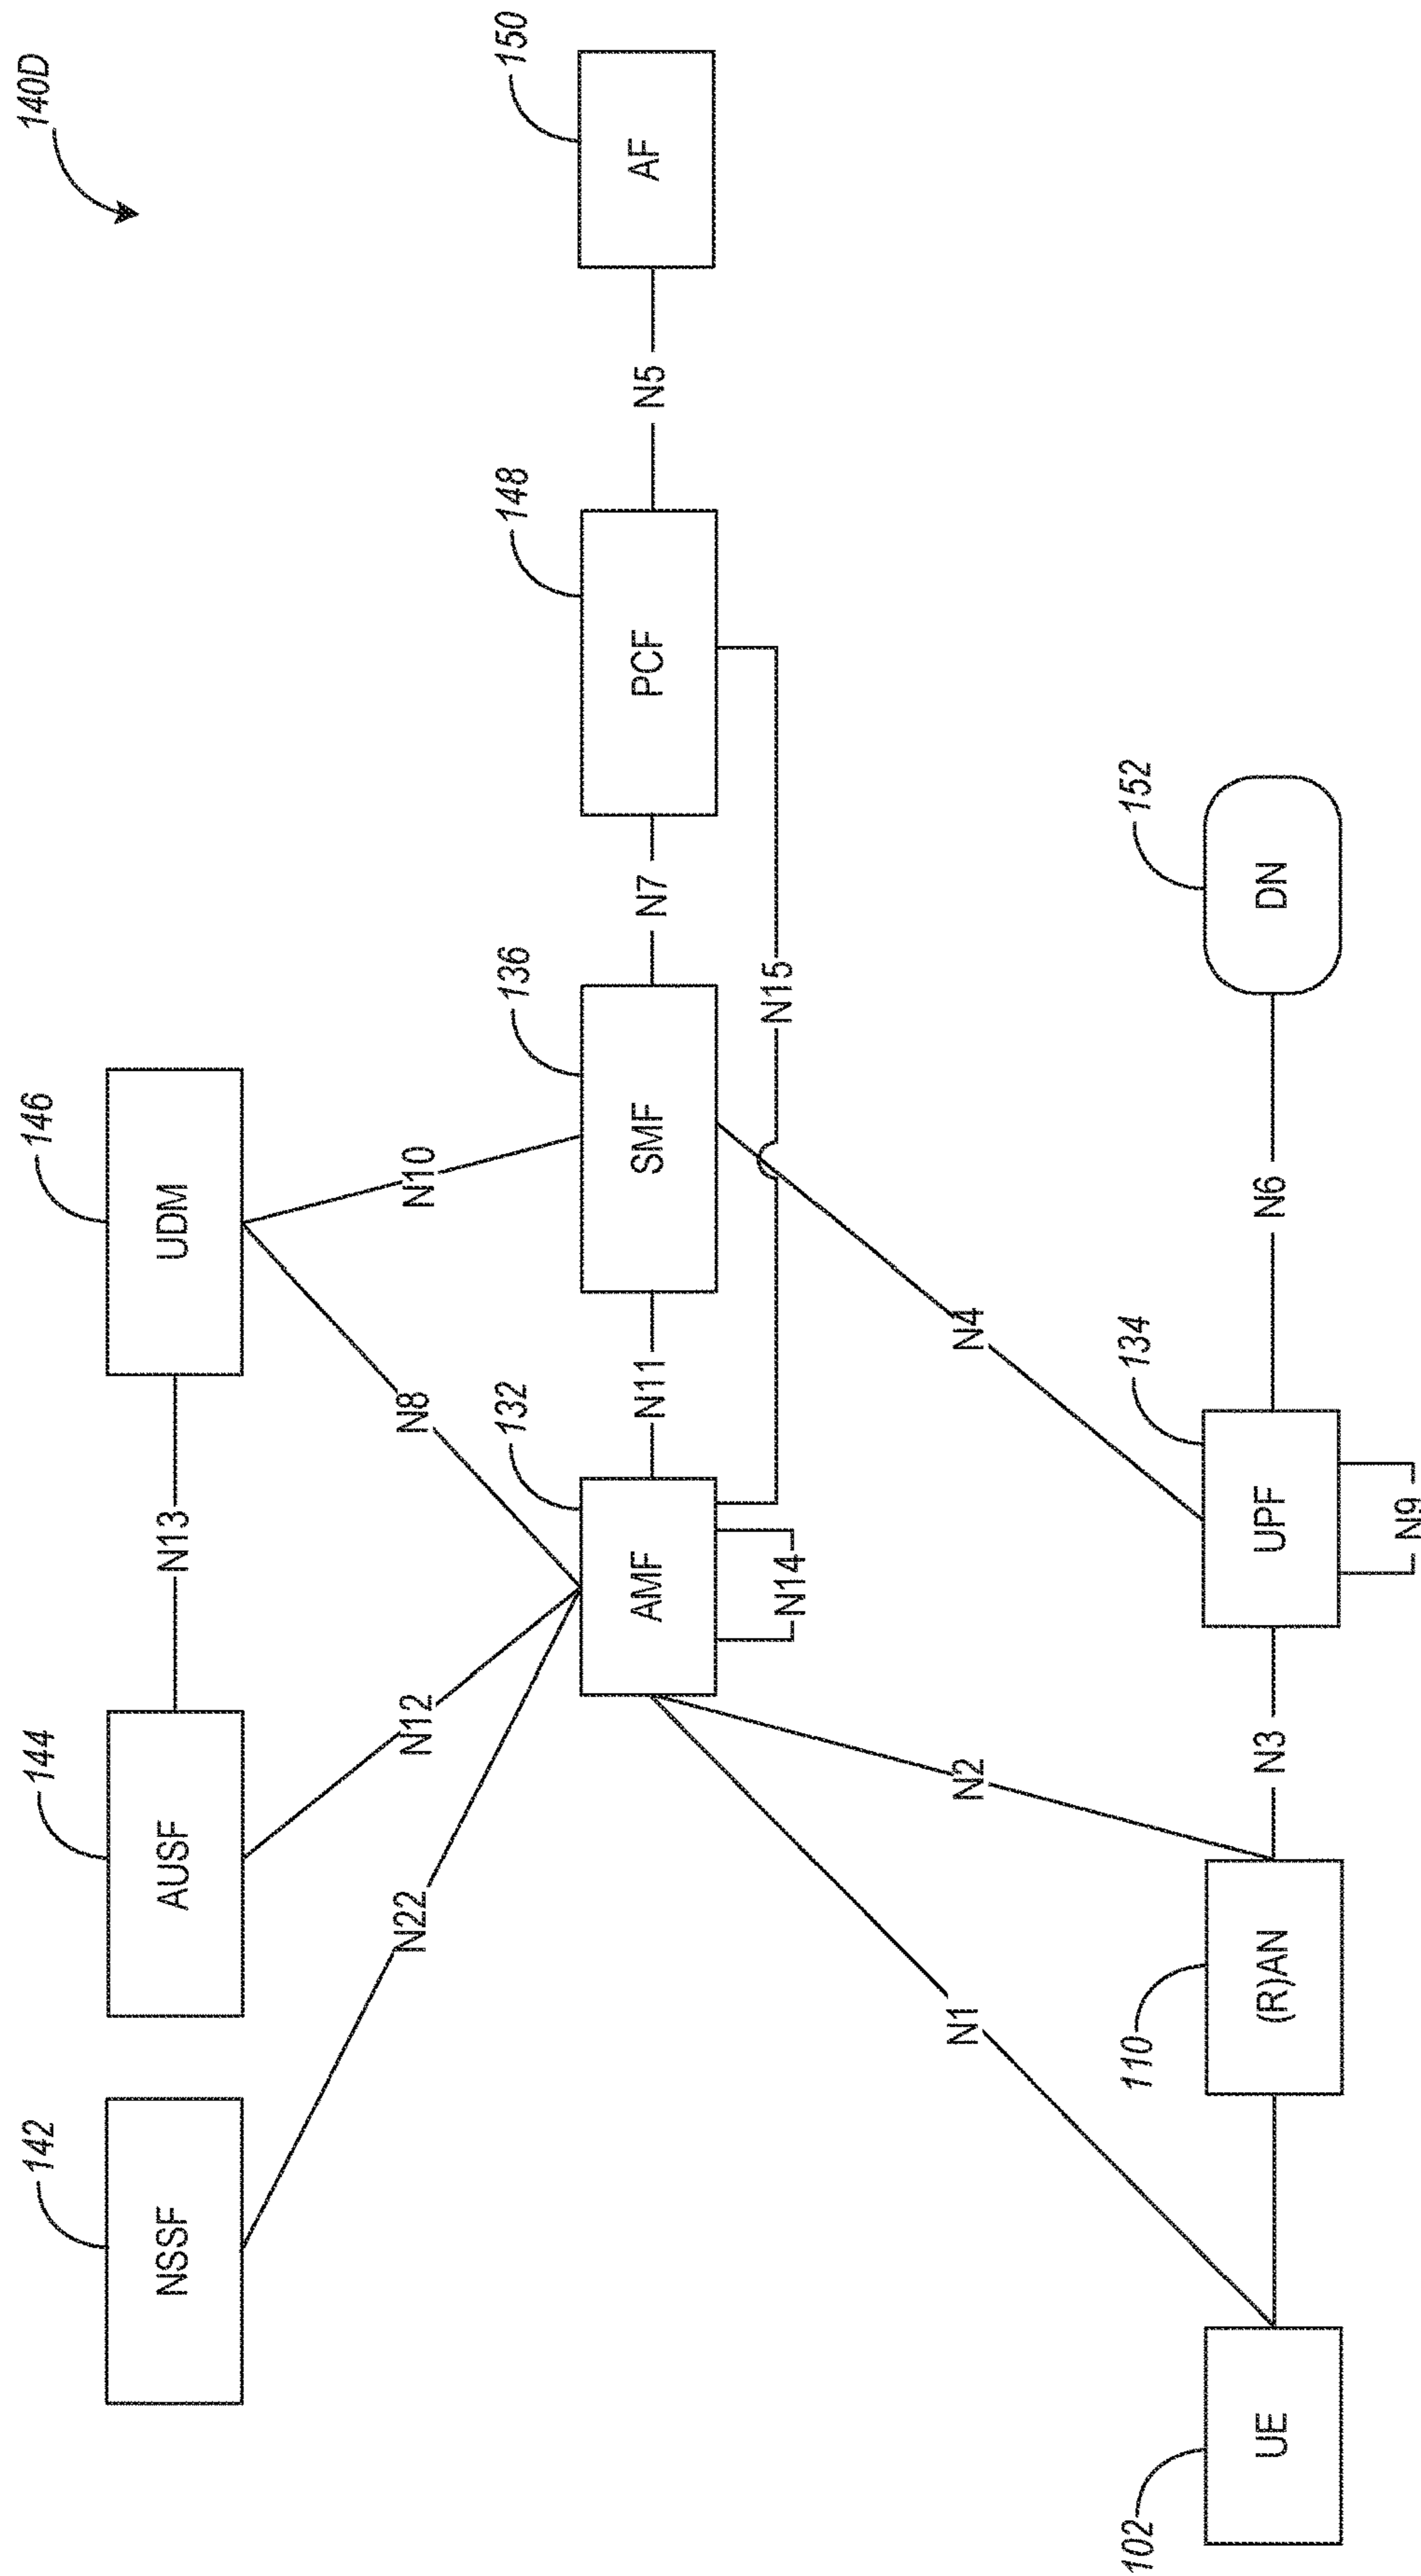 140D
142
144
146
NSSF
AUSF
N13
UDM
N22
N12
N8
N10
132
136
148
150
AMF
N11
SMF
N7
PCF
N5
AF
N14
N15
N1
N2
N4
102
110
134
152
UE
(R)AN
N3
UPF
N6
DN
N9